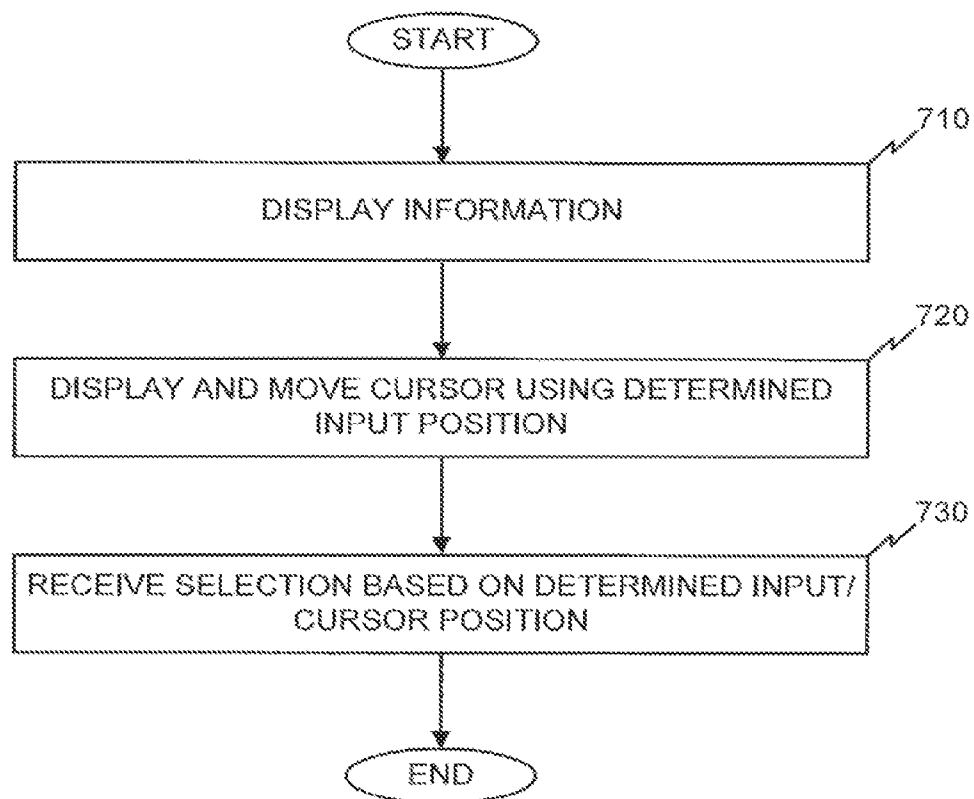 START
710
DISPLAY INFORMATION
720
DISPLAY AND MOVE CURSOR USING DETERMINED
INPUT POSITION
730
RECEIVE SELECTION BASED ON DETERMINED INPUT/
CURSOR POSITION
END